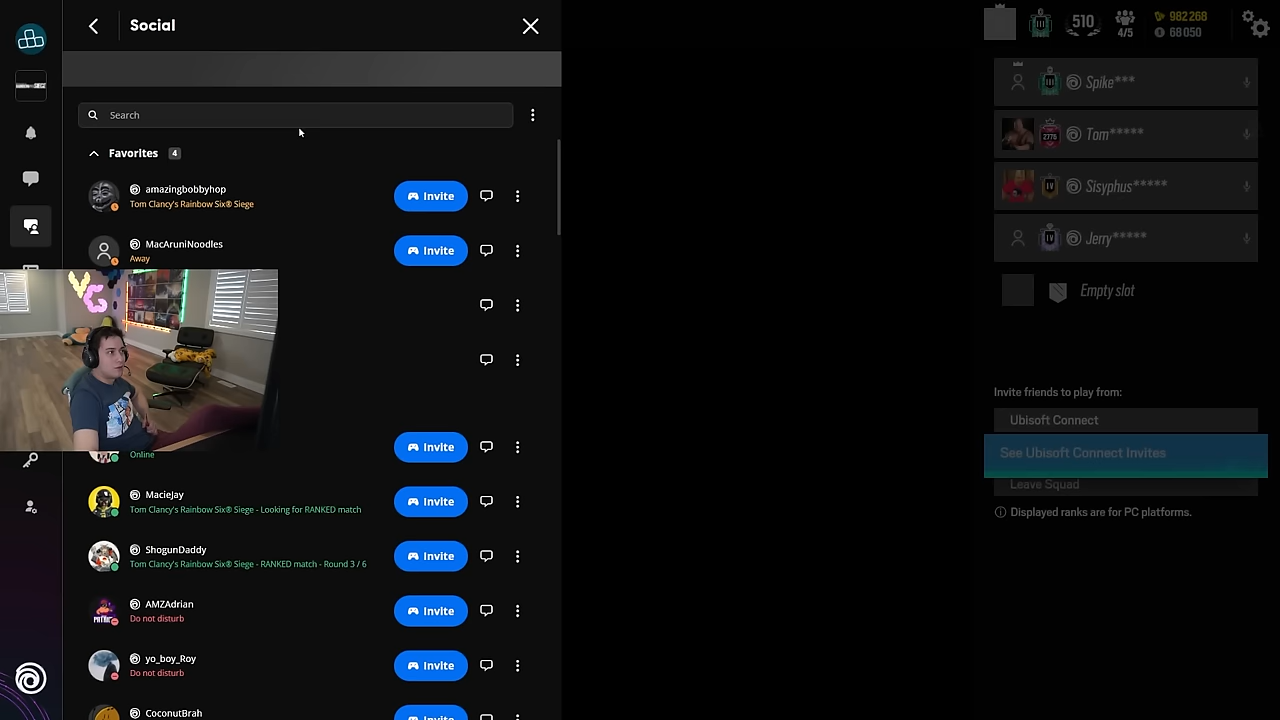 Social
Search
Favorites 4
amazingbobbyhop
Tom Clancy's Rainbow Six® Siege
Invite
MacAruniNoodles
Away
Invite
Online
Invite
MacieJay
Tom Clancy's Rainbow Six® Siege - Looking for RANKED match
Invite
ShogunDaddy
Tom Clancy's Rainbow Six® Siege - RANKED match - Round 3 / 6
Invite
AMZAdrian
Do not disturb
Invite
yo_boy_Roy
Do not disturb
Invite
CoconutBrah
Invite
VG
510
4/5
982 268
68 050
Spike***
2775
Tom*****
IV
Sisyphus*****
IV
Jerry*****
Empty slot
Invite friends to play from:
Ubisoft Connect
See Ubisoft Connect Invites
Leave Squad
Displayed ranks are for PC platforms.